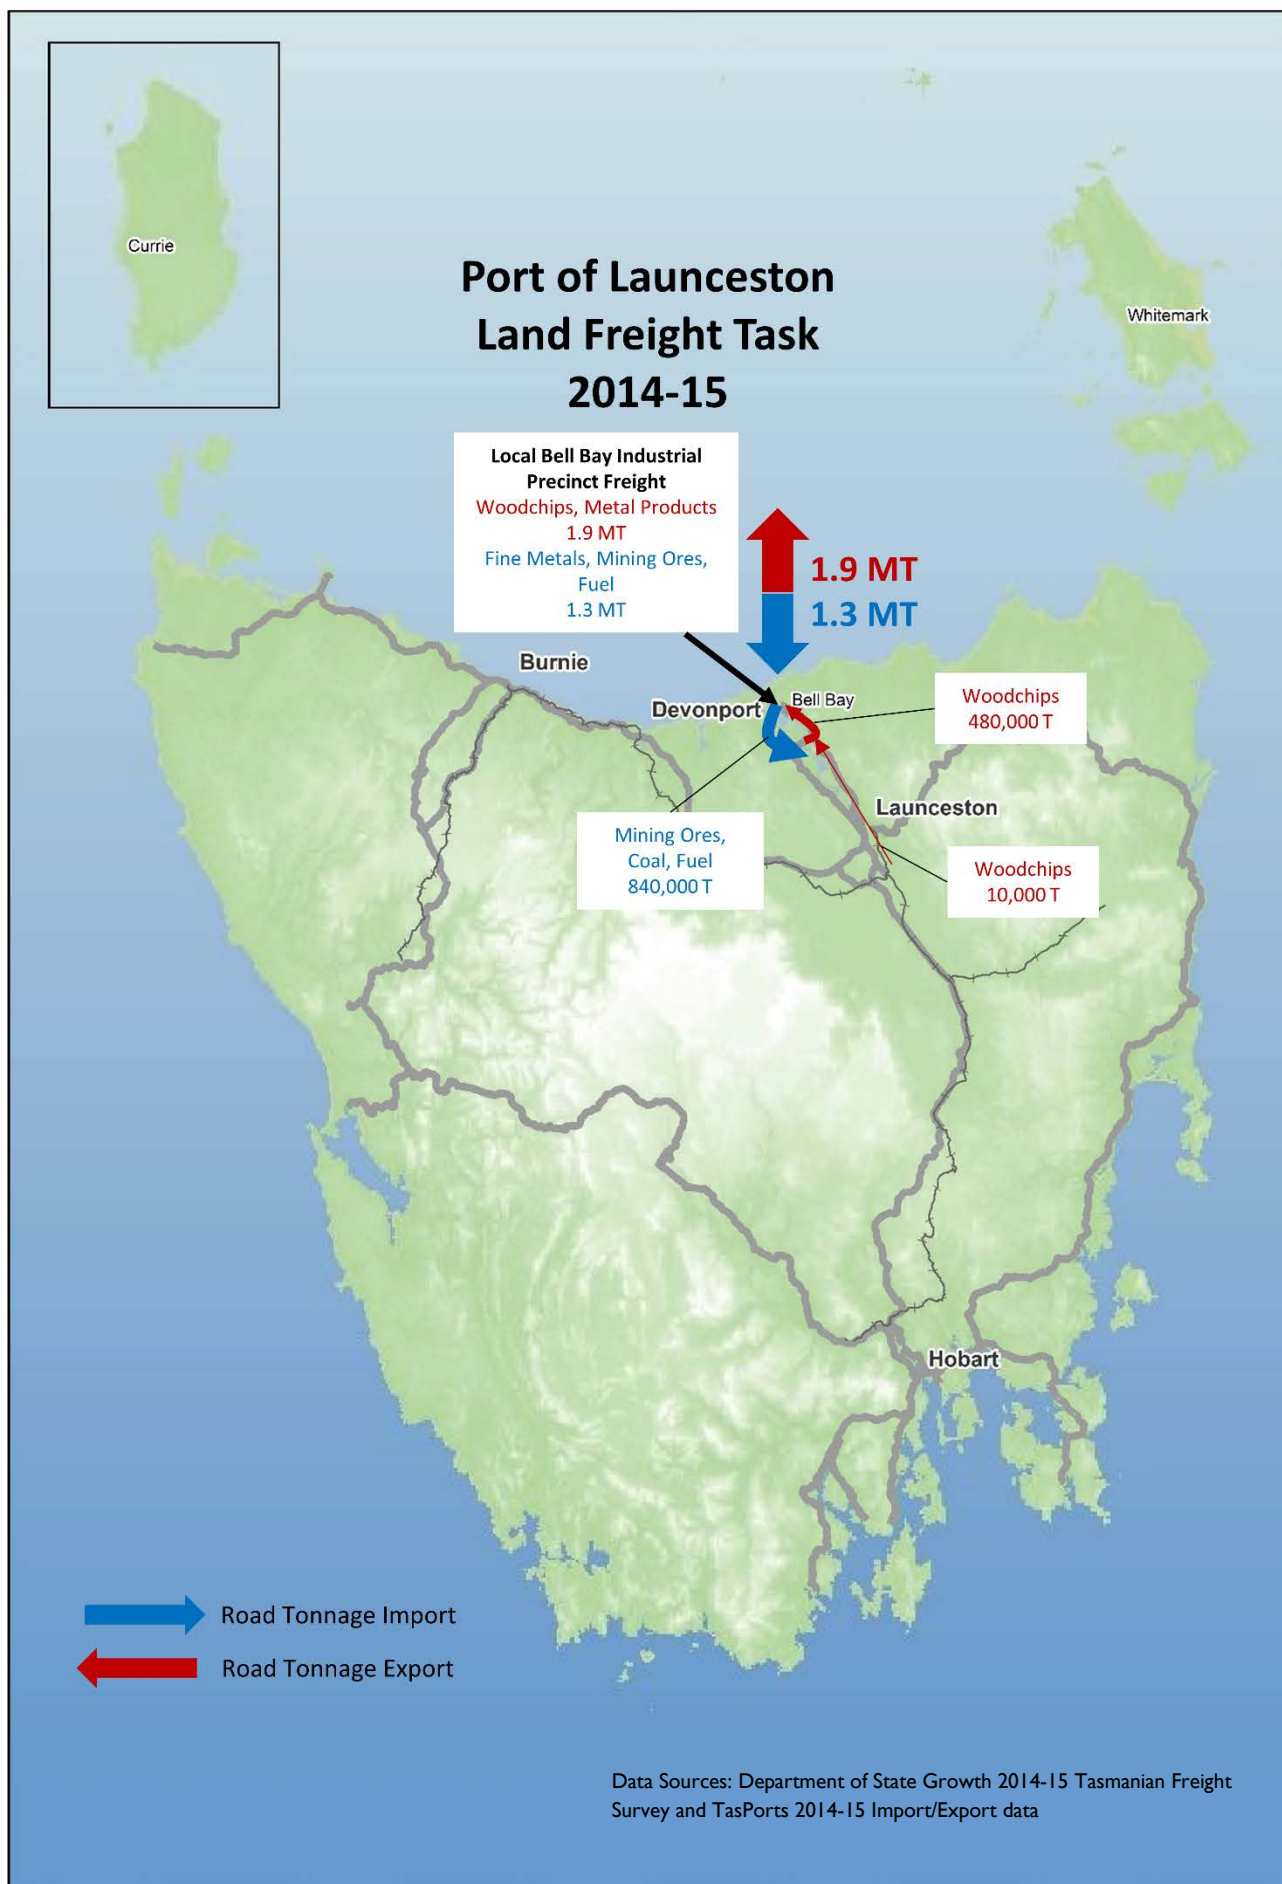 Currie
Port of Launceston
Land Freight Task
2014-15
Whitemark
Local Bell Bay Industrial
Precinct Freight
Woodchips, Metal Products
1.9 MT
Fine Metals, Mining Ores,
Fuel
1.3 MT
1.9 MT
1.3 MT
Burnie
Devonport
Bell Bay
Woodchips
480,000 T
Launceston
Mining Ores,
Coal, Fuel
840,000 T
Woodchips
10,000 T
Hobart
Road Tonnage Import
Road Tonnage Export
Data Sources: Department of State Growth 2014-15 Tasmanian Freight
Survey and TasPorts 2014-15 Import/Export data